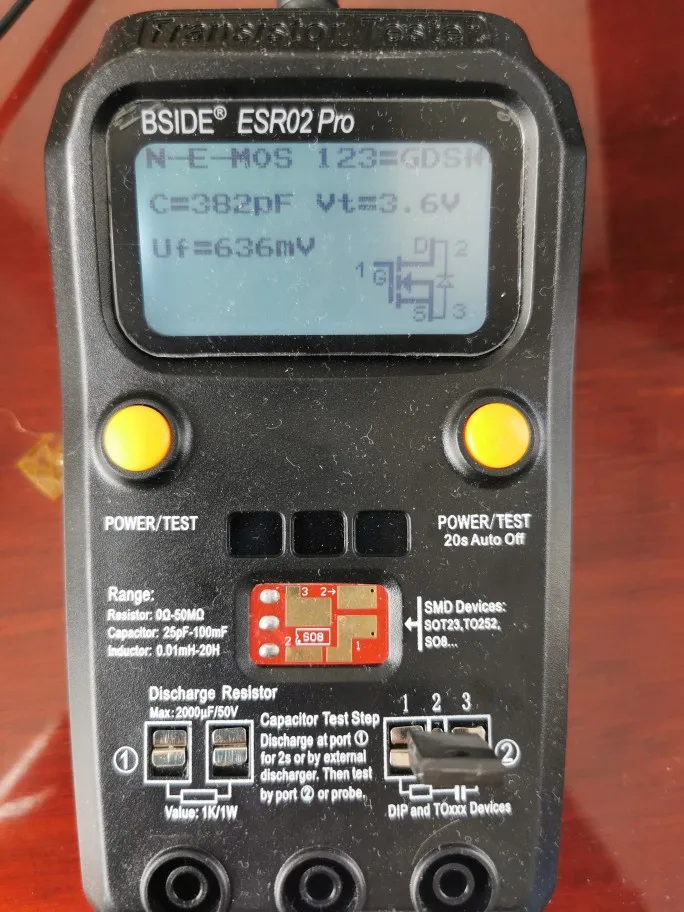 Transistor Tester
BSIDE® ESR02 Pro
N-E-MOS 123=GDS
C=382pF Vt=3.6V
Uf=636mV
D 2
1 G
S 3
POWER/TEST
POWER/TEST
20s Auto Off
Range:
Resistor: 0Ω-50MΩ
Capacitor: 25pF-100mF
Inductor: 0.01mH-20H
3 2→
SO8
2 1
SMD Devices:
SOT23,TO252,
SO8...
Discharge Resistor
Max: 2000μF/50V
①
Value: 1K/1W
Capacitor Test Step
Discharge at port ①
for 2s or by external
discharger. Then test
by port ② or probe.
1 2 3
②
DIP and TOxxx Devices